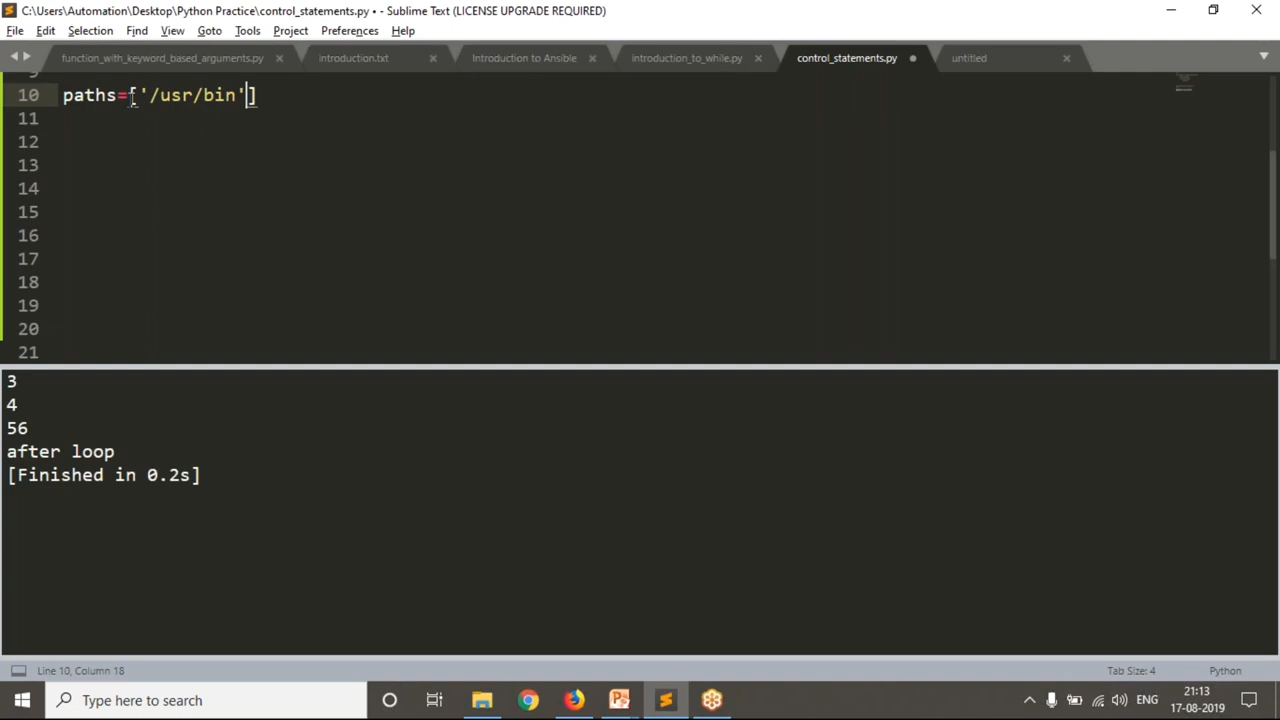 C:\Users\Automation\Desktop\Python Practice\control_statements.py • - Sublime Text (LICENSE UPGRADE REQUIRED)
File Edit Selection Find View Goto Tools Project Preferences Help
function_with_keyword_based_arguments.py introduction.txt Introduction to Ansible introduction_to_while.py control_statements.py untitled
9
10 paths=['/usr/bin']
11
12
13
14
15
16
17
18
19
20
21
3
4
56
after loop
[Finished in 0.2s]
Line 10, Column 18 Tab Size: 4 Python
Type here to search ENG 21:13
17-08-2019